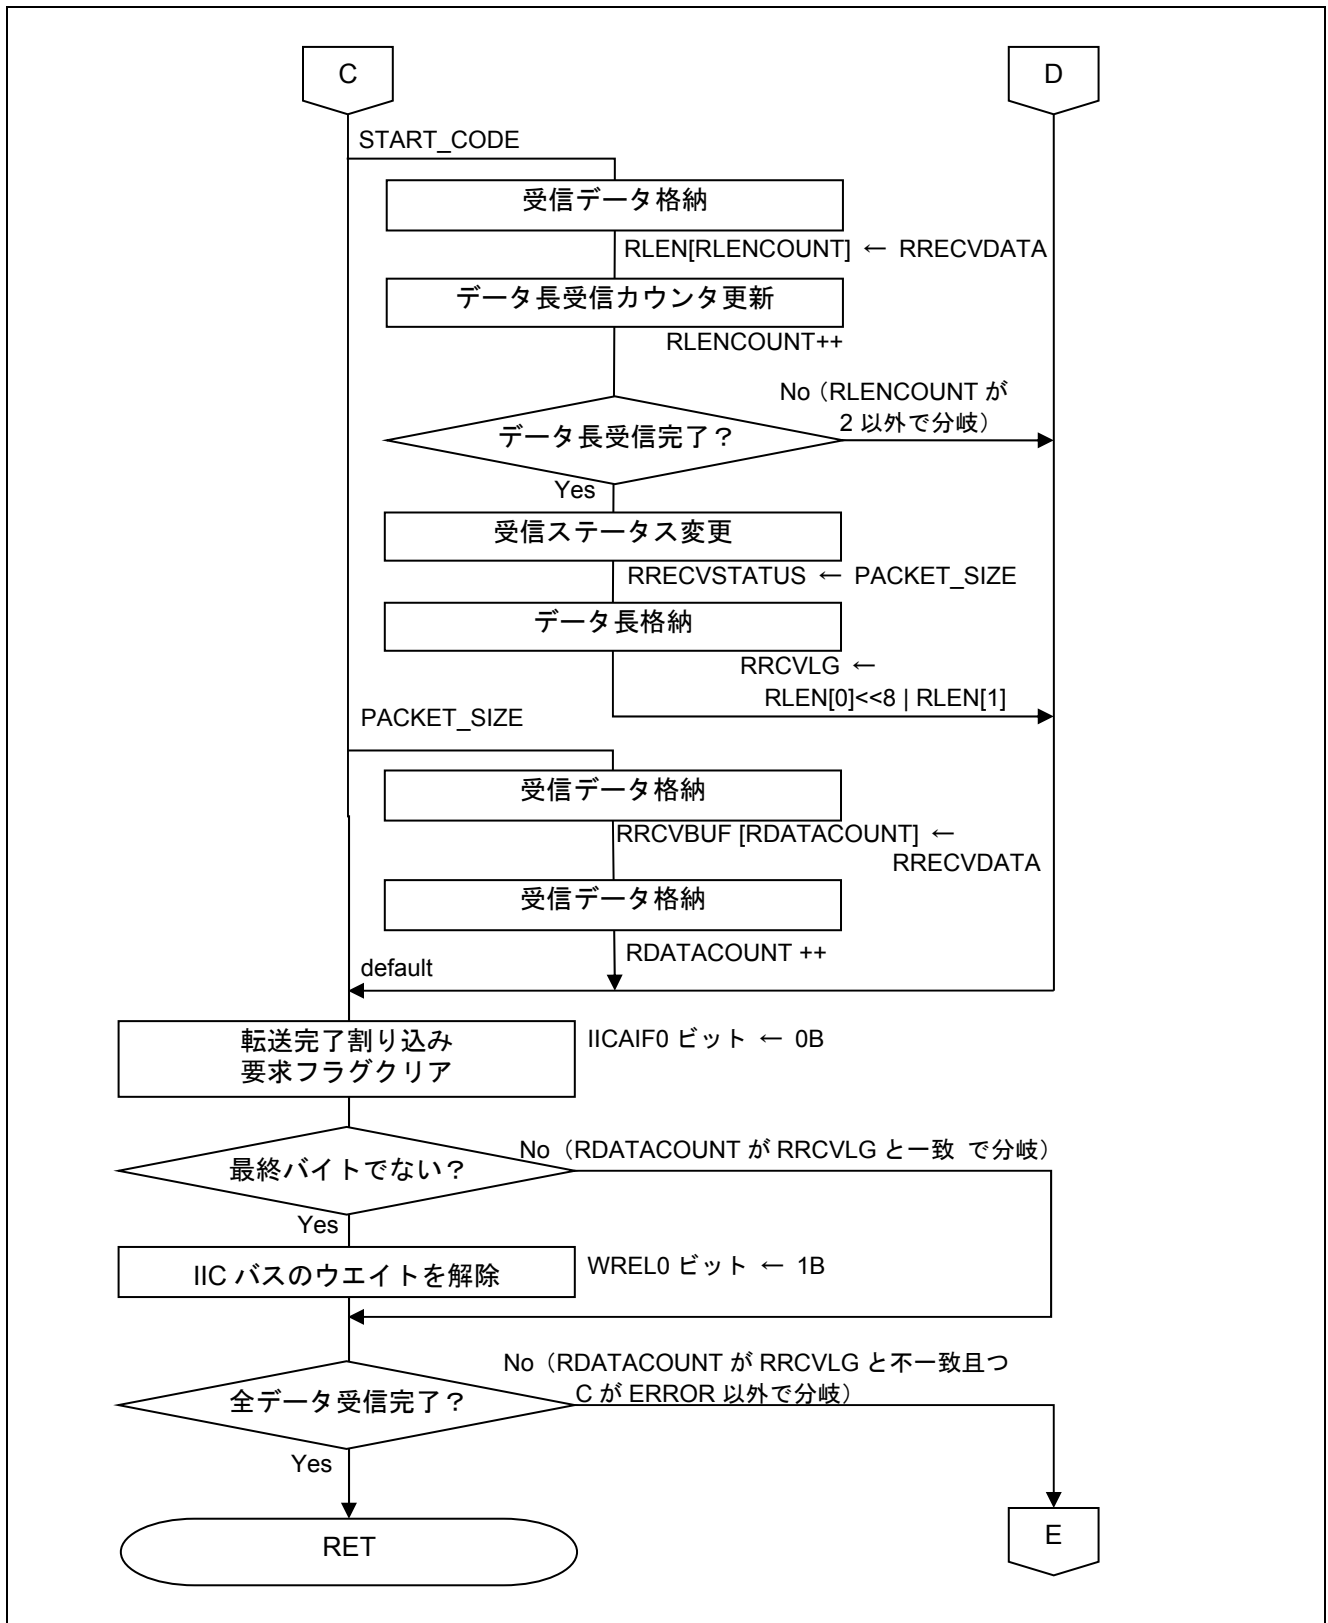 C
D
START_CODE
受信データ格納
RLEN[RLENCOUNT] ← RRECVDATA
データ長受信カウンタ更新
RLENCOUNT++
No（RLENCOUNT が
2 以外で分岐）
データ長受信完了？
Yes
受信ステータス変更
RRECVSTATUS ← PACKET_SIZE
データ長格納
RRCVLG ←
RLEN[0]<<8 | RLEN[1]
PACKET_SIZE
受信データ格納
RRCVBUF [RDATACOUNT] ←
RRECVDATA
受信データ格納
RDATACOUNT ++
default
転送完了割り込み
要求フラグクリア
IICAIF0 ビット ← 0B
No（RDATACOUNT が RRCVLG と一致 で分岐）
最終バイトでない？
Yes
IIC バスのウエイトを解除
WREL0 ビット ← 1B
No（RDATACOUNT が RRCVLG と不一致且つ
C が ERROR 以外で分岐）
全データ受信完了？
Yes
RET
E